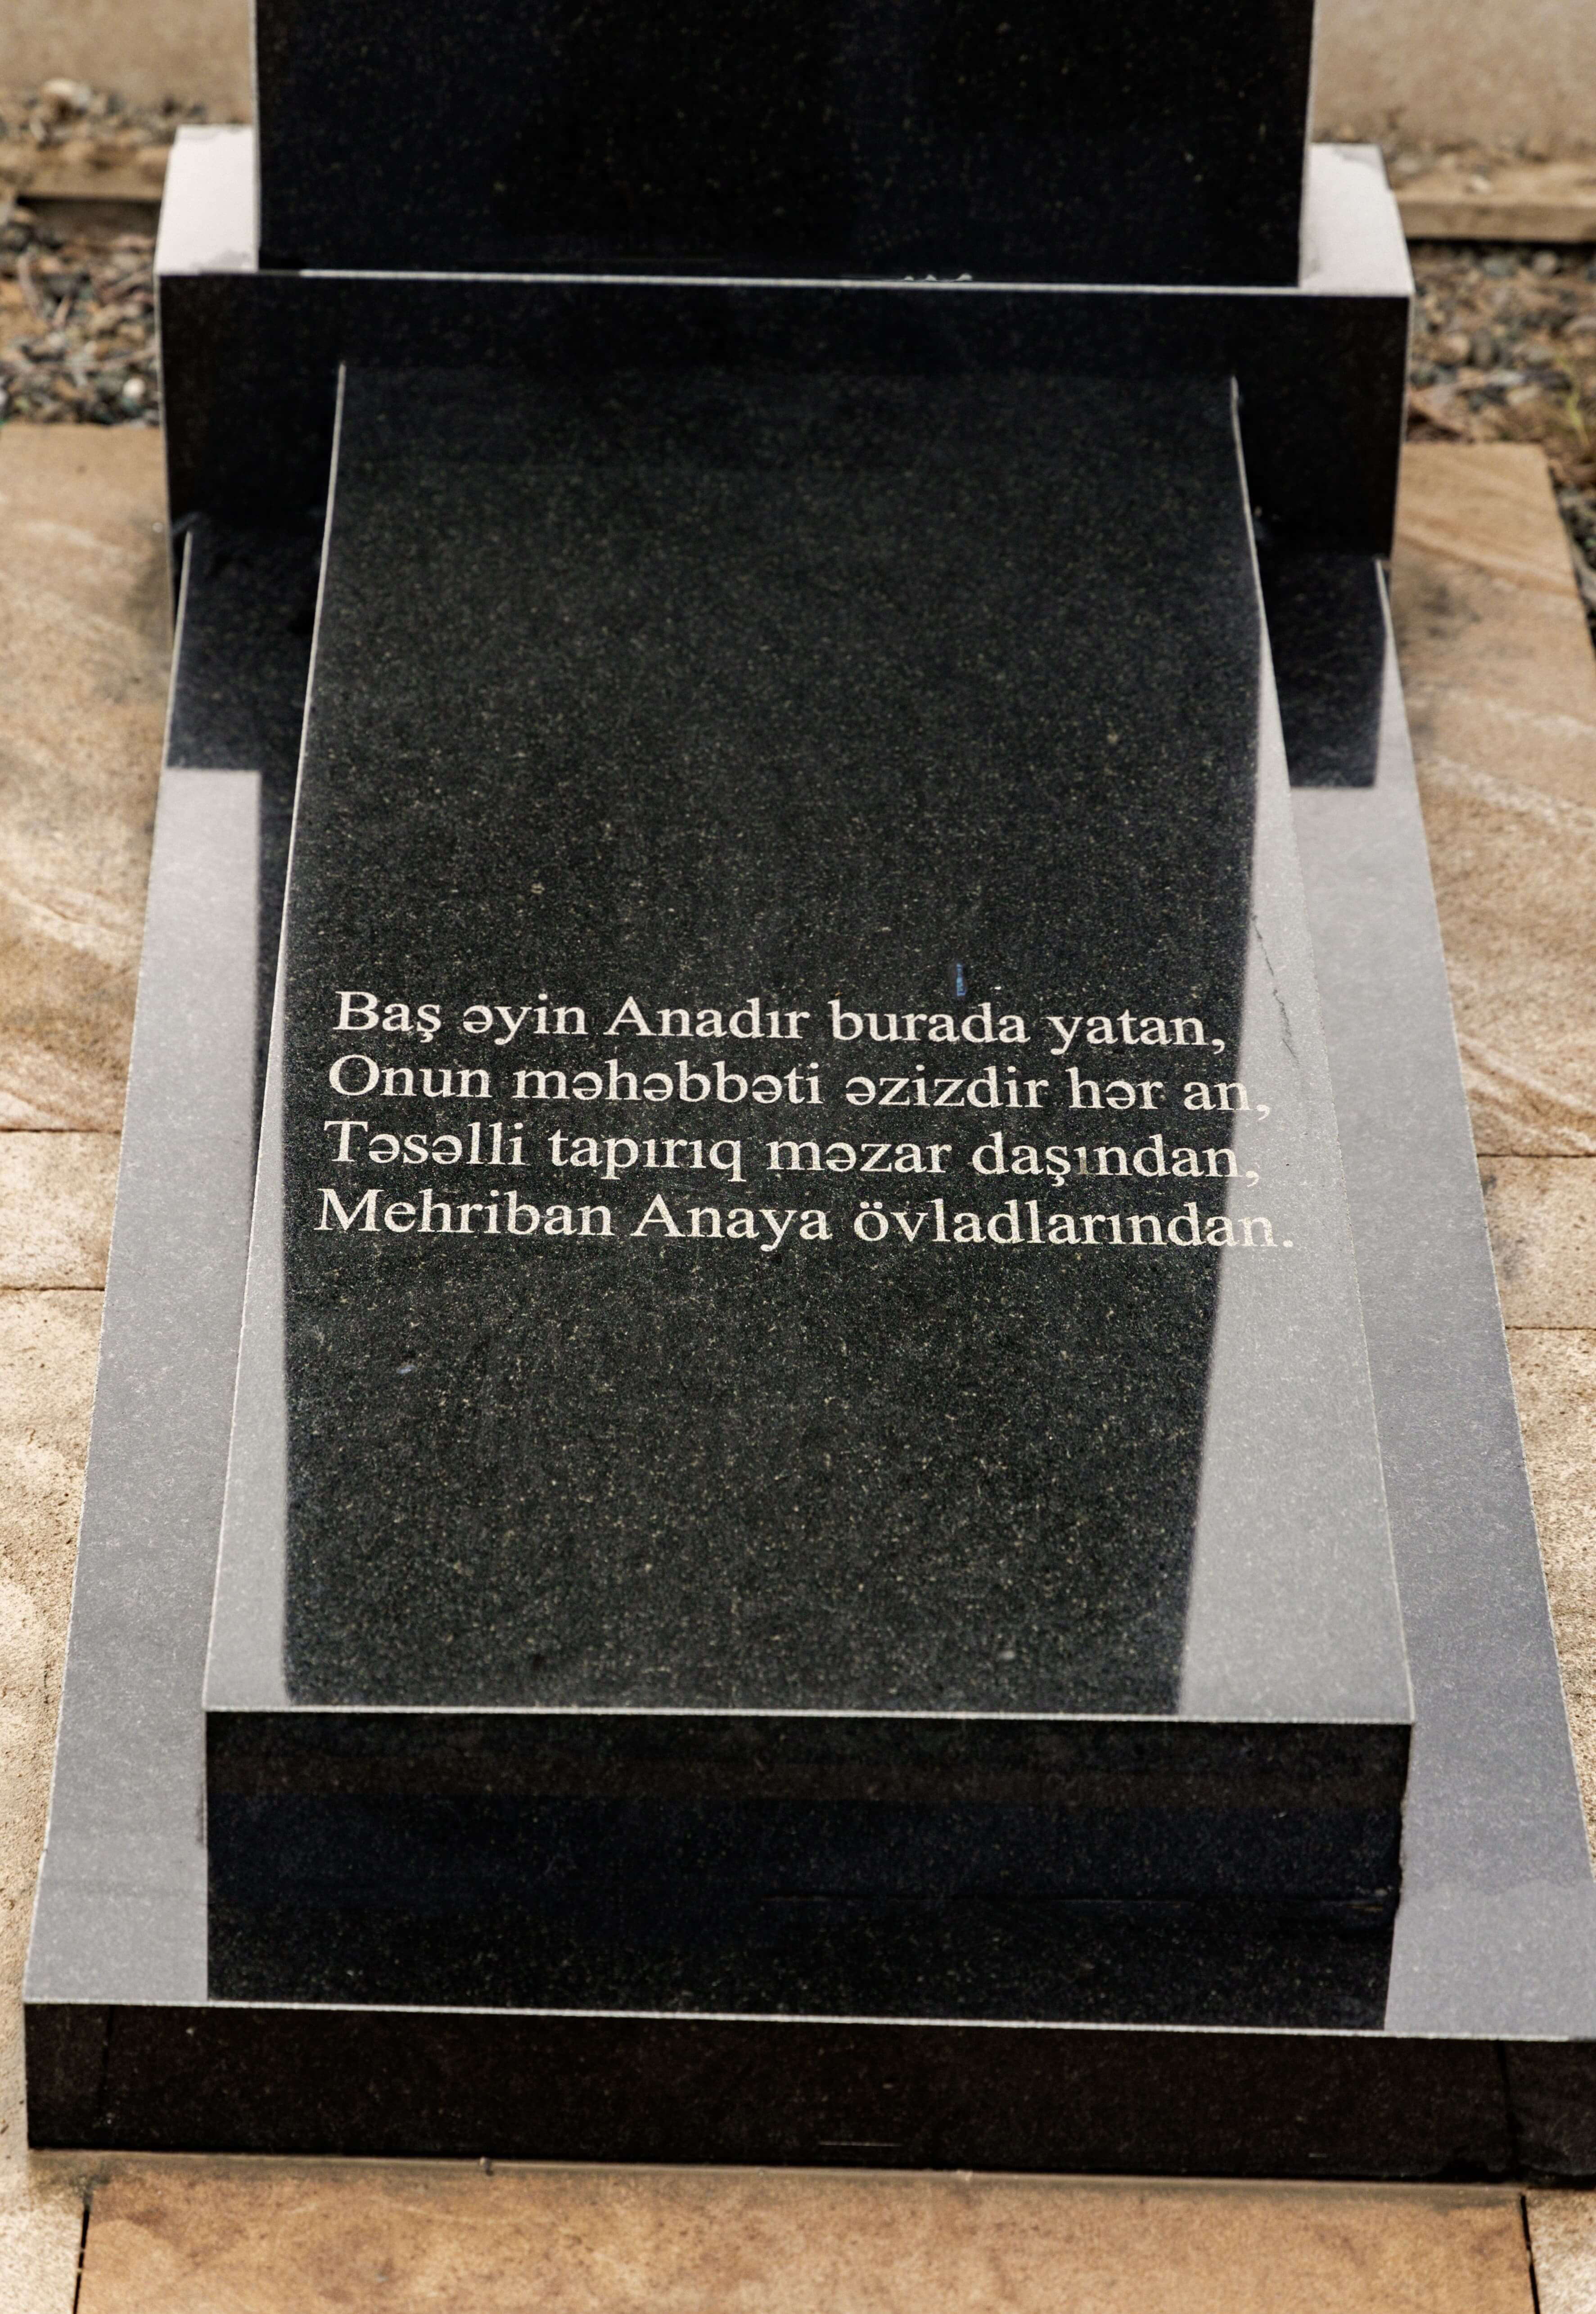 Baş əyin Anadır burada yatan,
Onun məhəbbəti əzizdir hər an,
Təsəlli tapırıq məzar daşından,
Mehriban Anaya övladlarından.